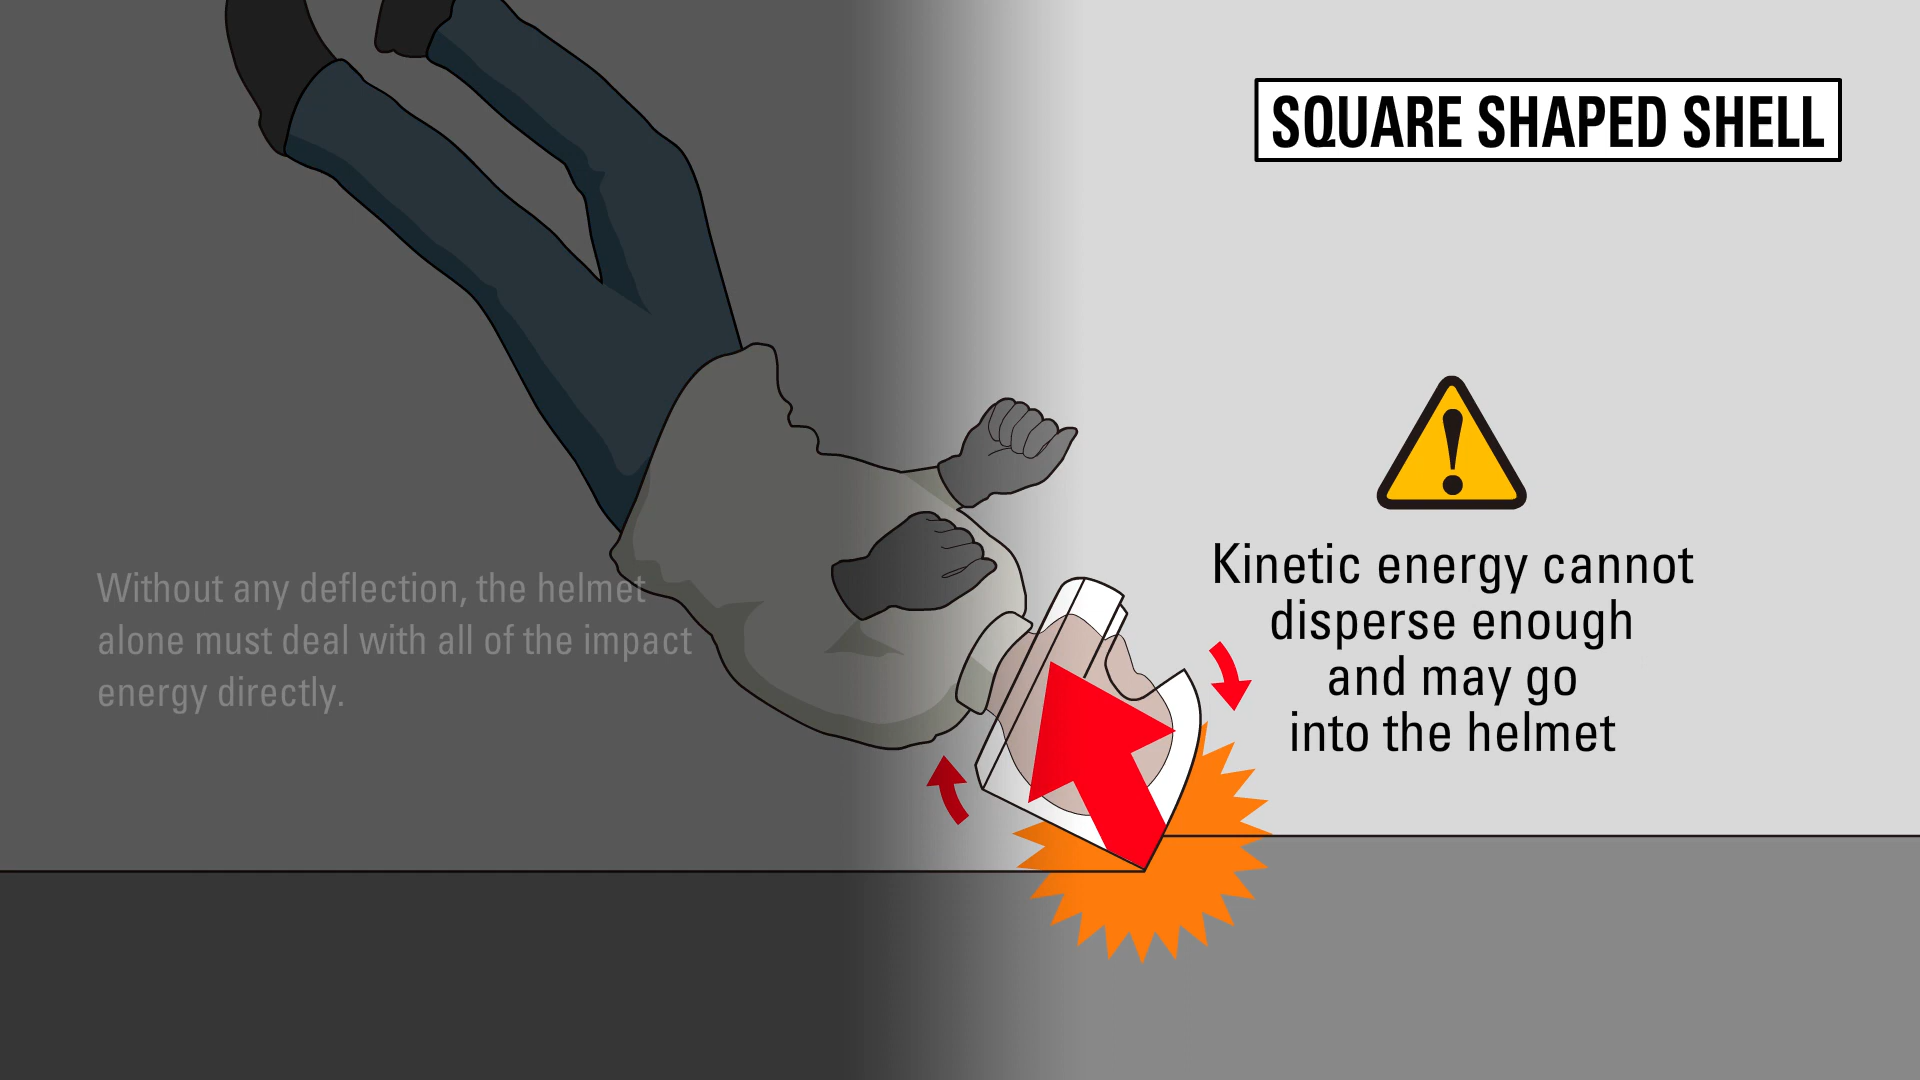 SQUARE SHAPED SHELL
Without any deflection, the helmet
alone must deal with all of the impact
energy directly.
Kinetic energy cannot
disperse enough
and may go
into the helmet